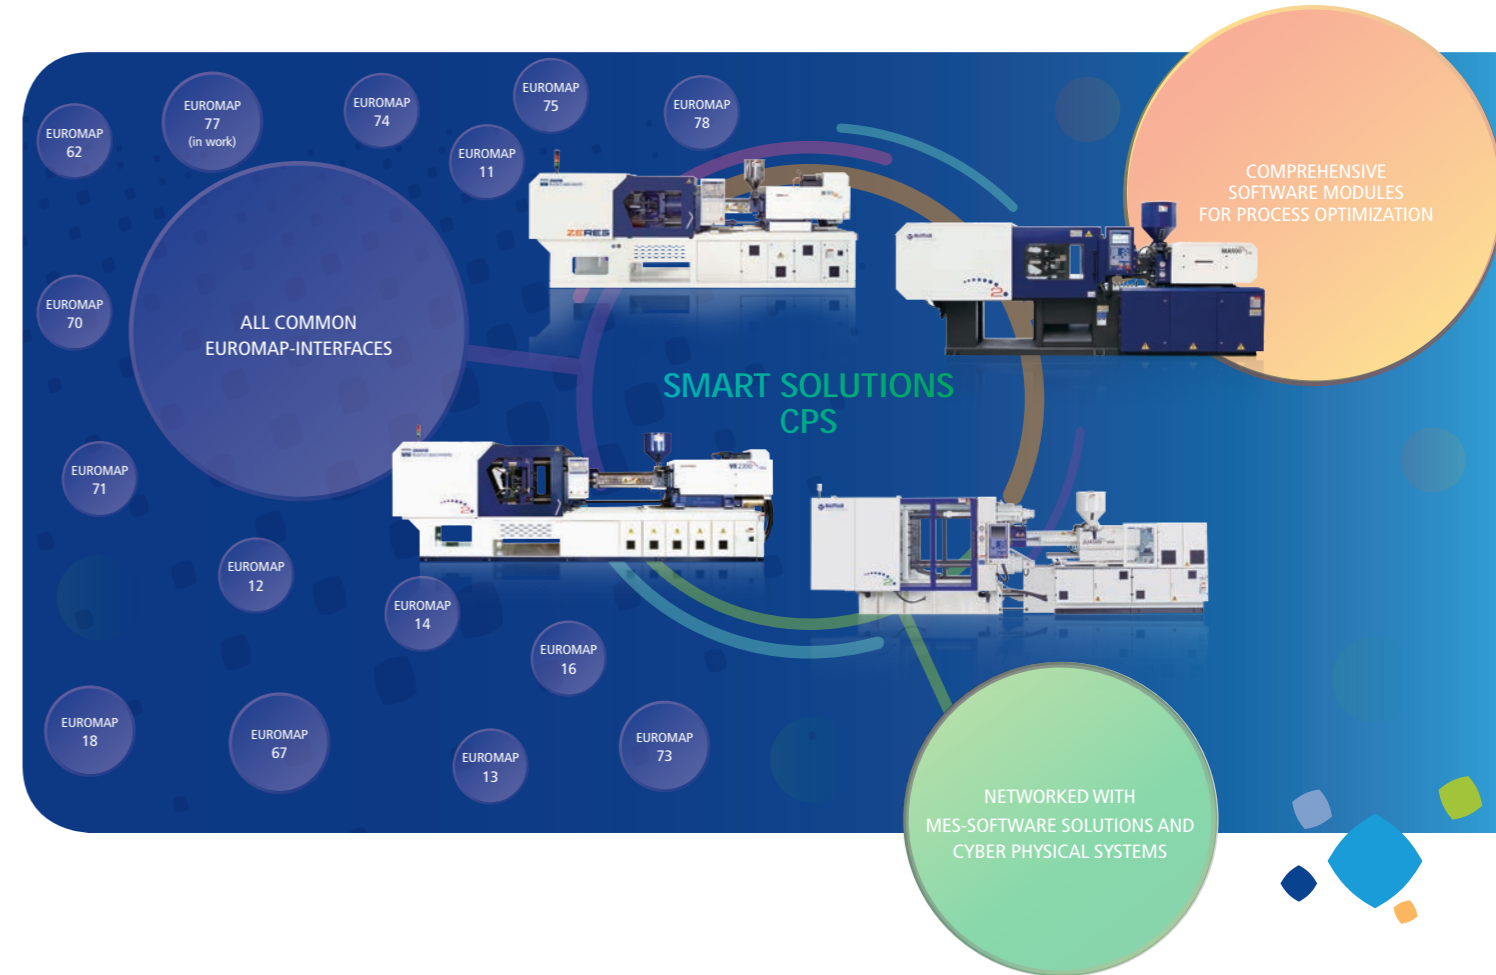 EUROMAP
62
EUROMAP
77
(in work)
EUROMAP
74
EUROMAP
11
EUROMAP
75
EUROMAP
78
COMPREHENSIVE
SOFTWARE MODULES
FOR PROCESS OPTIMIZATION
ZERES
EUROMAP
70
ALL COMMON
EUROMAP-INTERFACES
SMART SOLUTIONS
CPS
EUROMAP
71
EUROMAP
12
EUROMAP
14
EUROMAP
16
EUROMAP
18
EUROMAP
67
EUROMAP
13
EUROMAP
73
NETWORKED WITH
MES-SOFTWARE SOLUTIONS AND
CYBER PHYSICAL SYSTEMS